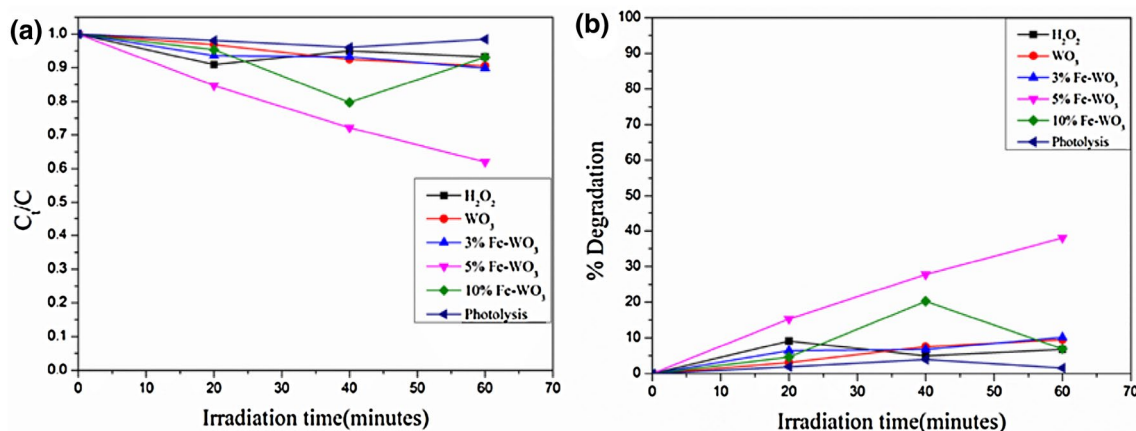 (a)
1.0
0.9
0.8
0.7
0.6
0.5
0.4
0.3
0.2
0.1
0.0
Cₜ/C
H₂O₂
WO₃
3% Fe-WO₃
5% Fe-WO₃
10% Fe-WO₃
Photolysis
0 10 20 30 40 50 60 70
Irradiation time(minutes)
(b)
100
90
80
70
60
50
40
30
20
10
0
% Degradation
H₂O₂
WO₃
3% Fe-WO₃
5% Fe-WO₃
10% Fe-WO₃
Photolysis
0 10 20 30 40 50 60 70
Irradiation time(minutes)